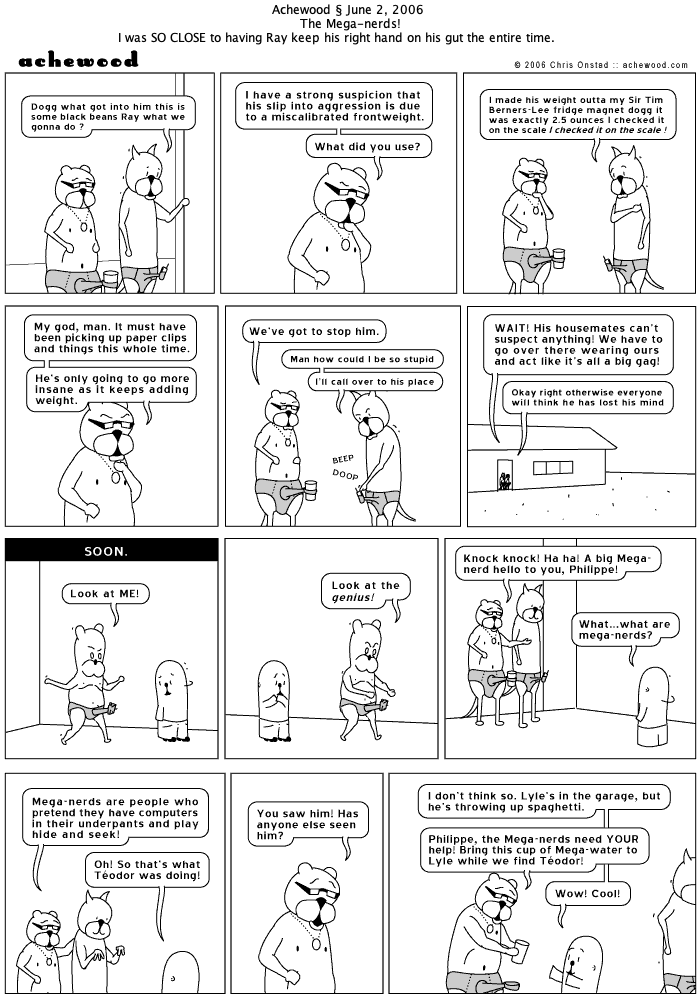 Achewood § June 2, 2006
The Mega-nerds!
I was SO CLOSE to having Ray keep his right hand on his gut the entire time.
achewood
© 2006 Chris Onstad :: achewood.com
Dogg what got into him this is
some black beans Ray what we
gonna do ?
I have a strong suspicion that
his slip into aggression is due
to a miscalibrated frontweight.
What did you use?
I made his weight outta my Sir Tim
Berners-Lee fridge magnet dogg it
was exactly 2.5 ounces I checked it
on the scale I checked it on the scale !
My god, man. It must have
been picking up paper clips
and things this whole time.
He's only going to go more
insane as it keeps adding
weight.
We've got to stop him.
Man how could I be so stupid
I'll call over to his place
BEEP
DOOP
WAIT! His housemates can't
suspect anything! We have to
go over there wearing ours
and act like it's all a big gag!
Okay right otherwise everyone
will think he has lost his mind
SOON.
Look at ME!
Look at the
genius!
Knock knock! Ha ha! A big Mega-
nerd hello to you, Philippe!
What...what are
mega-nerds?
Mega-nerds are people who
pretend they have computers
in their underpants and play
hide and seek!
Oh! So that's what
Téodor was doing!
You saw him! Has
anyone else seen
him?
I don't think so. Lyle's in the garage, but
he's throwing up spaghetti.
Philippe, the Mega-nerds need YOUR
help! Bring this cup of Mega-water to
Lyle while we find Téodor!
Wow! Cool!